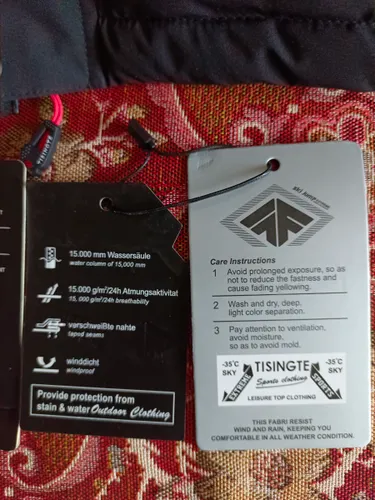 TISINGTE
15.000 mm Wassersäule
water column of 15,000 mm
15.000 g/m²/24h Atmungsaktivitat
15, 000 g/m²/24h breathability
verschweißte nahte
taped seams
winddicht
windproof
Provide protection from
stain & water Outdoor Clothing
Care Instructions
1 Avoid prolonged exposure, so as
not to reduce the fastness and
cause fading yellowing.
2 Wash and dry, deep,
light color separation.
3 Pay attention to ventilation,
avoid moisture,
so as to avoid mold.
-35°C
SKY
TISINGTE
Sports clothing
-35°C
SKY
EXTREME
SPORTS
LEISURE TOP CLOTHING
THIS FABRI RESIST
WIND AND RAIN, KEEPING YOU
COMFORTABLE IN ALL WEATHER CONDITION.